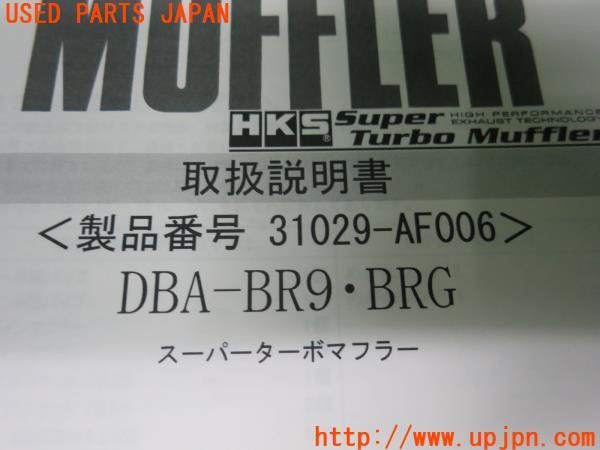 USED PARTS JAPAN
MUFFLER
HKS® Super HIGH PERFORMANCE
EXHAUST TECHNOLOGY
Turbo Muffler
取扱説明書
＜製品番号 31029-AF006＞
DBA-BR9・BRG
スーパーターボマフラー
http://www.upjpn.com